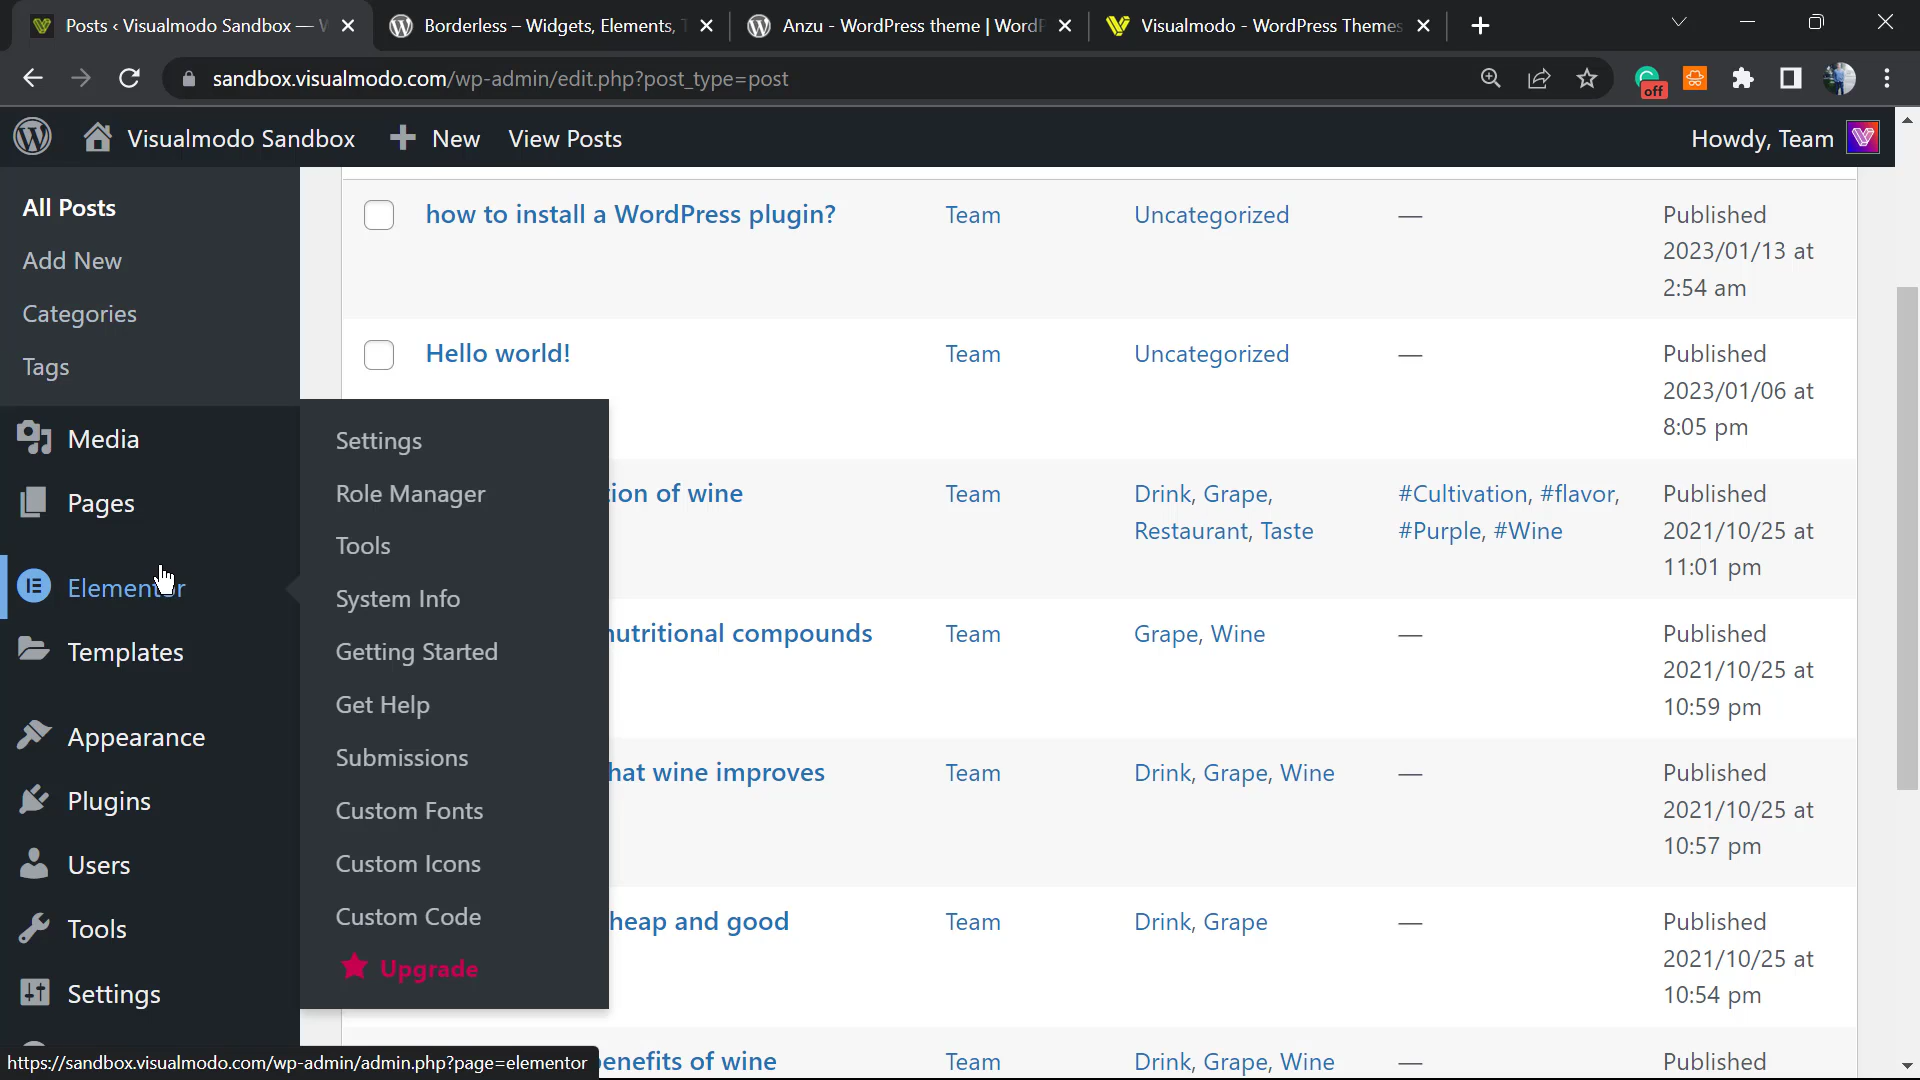 Posts ‹ Visualmodo Sandbox —
Borderless – Widgets, Elements,
Anzu - WordPress theme | Word
Visualmodo - WordPress Themes
sandbox.visualmodo.com/wp-admin/edit.php?post_type=post
off
Visualmodo Sandbox
New
View Posts
Howdy, Team
All Posts
Add New
Categories
Tags
Media
Pages
Elementor
Templates
Appearance
Plugins
Users
Tools
Settings
Settings
Role Manager
Tools
System Info
Getting Started
Get Help
Submissions
Custom Fonts
Custom Icons
Custom Code
Upgrade
how to install a WordPress plugin?
Team
Uncategorized
—
Published
2023/01/13 at
2:54 am
Hello world!
Team
Uncategorized
—
Published
2023/01/06 at
8:05 pm
tion of wine
Team
Drink, Grape,
Restaurant, Taste
#Cultivation, #flavor,
#Purple, #Wine
Published
2021/10/25 at
11:01 pm
nutritional compounds
Team
Grape, Wine
—
Published
2021/10/25 at
10:59 pm
hat wine improves
Team
Drink, Grape, Wine
—
Published
2021/10/25 at
10:57 pm
heap and good
Team
Drink, Grape
—
Published
2021/10/25 at
10:54 pm
enefits of wine
Team
Drink, Grape, Wine
—
Published
https://sandbox.visualmodo.com/wp-admin/admin.php?page=elementor